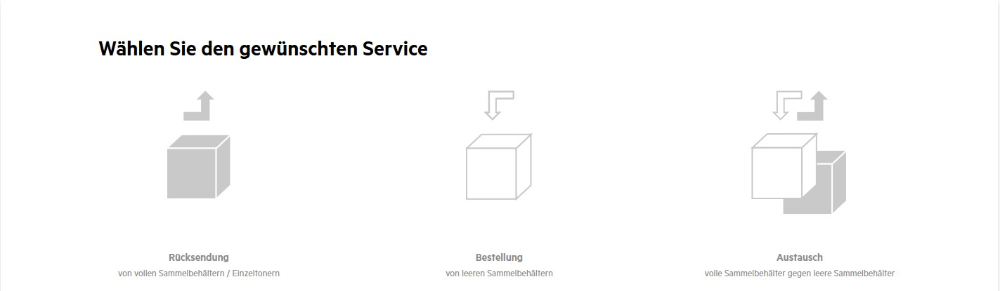 Wählen Sie den gewünschten Service
Rücksendung
von vollen Sammelbehältern / Einzeltonern
Bestellung
von leeren Sammelbehältern
Austausch
volle Sammelbehälter gegen leere Sammelbehälter